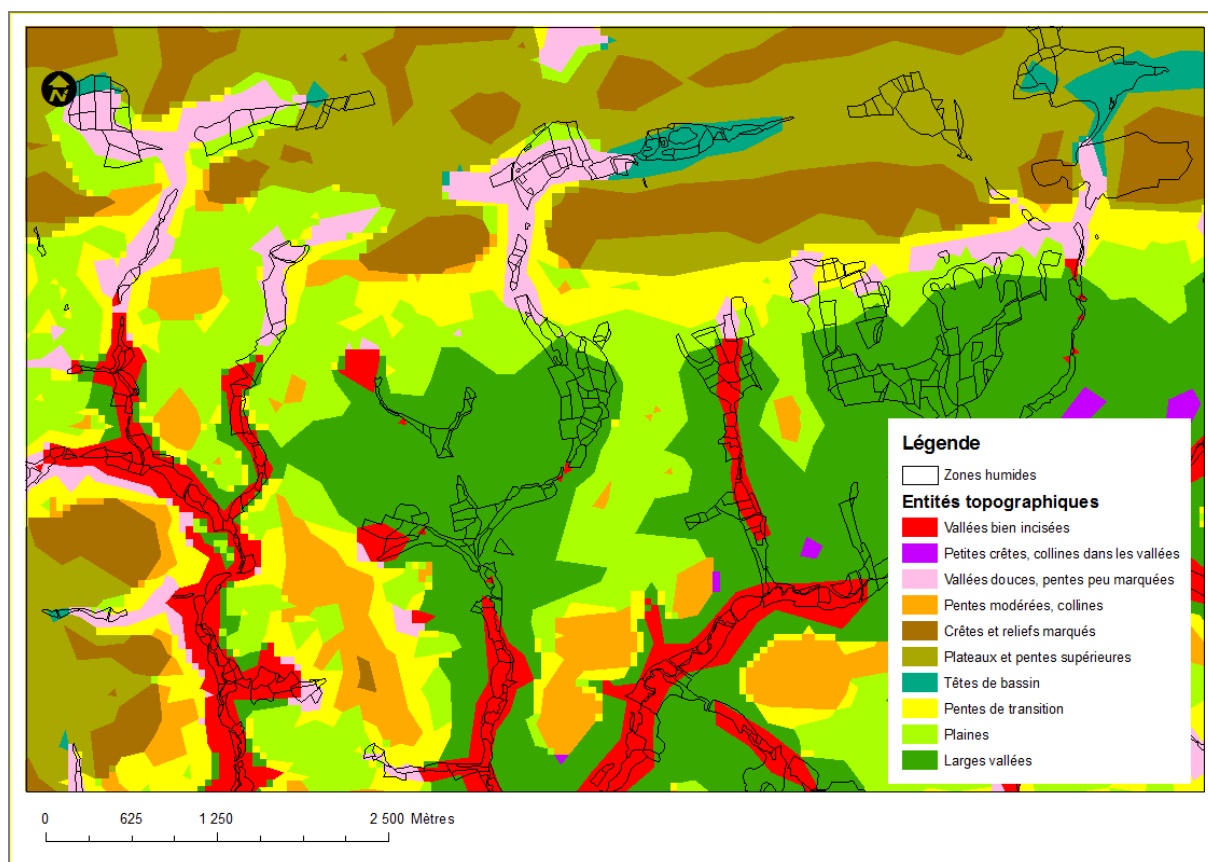 N
Légende
Zones humides
Entités topographiques
Vallées bien incisées
Petites crêtes, collines dans les vallées
Vallées douces, pentes peu marquées
Pentes modérées, collines
Crêtes et reliefs marqués
Plateaux et pentes supérieures
Têtes de bassin
Pentes de transition
Plaines
Larges vallées
0 625 1 250 2 500 Mètres